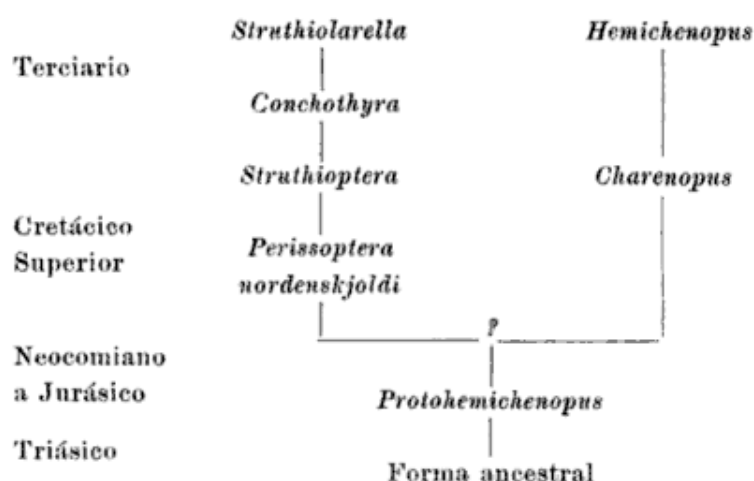 Struthiolarella Hemichenopus
Terciario
Conchothyra
Struthioptera Charenopus
Cretácico
Superior
Perissoptera
nordenskjoldi
?
Neocomiano
a Jurásico
Protohemichenopus
Triásico
Forma ancestral